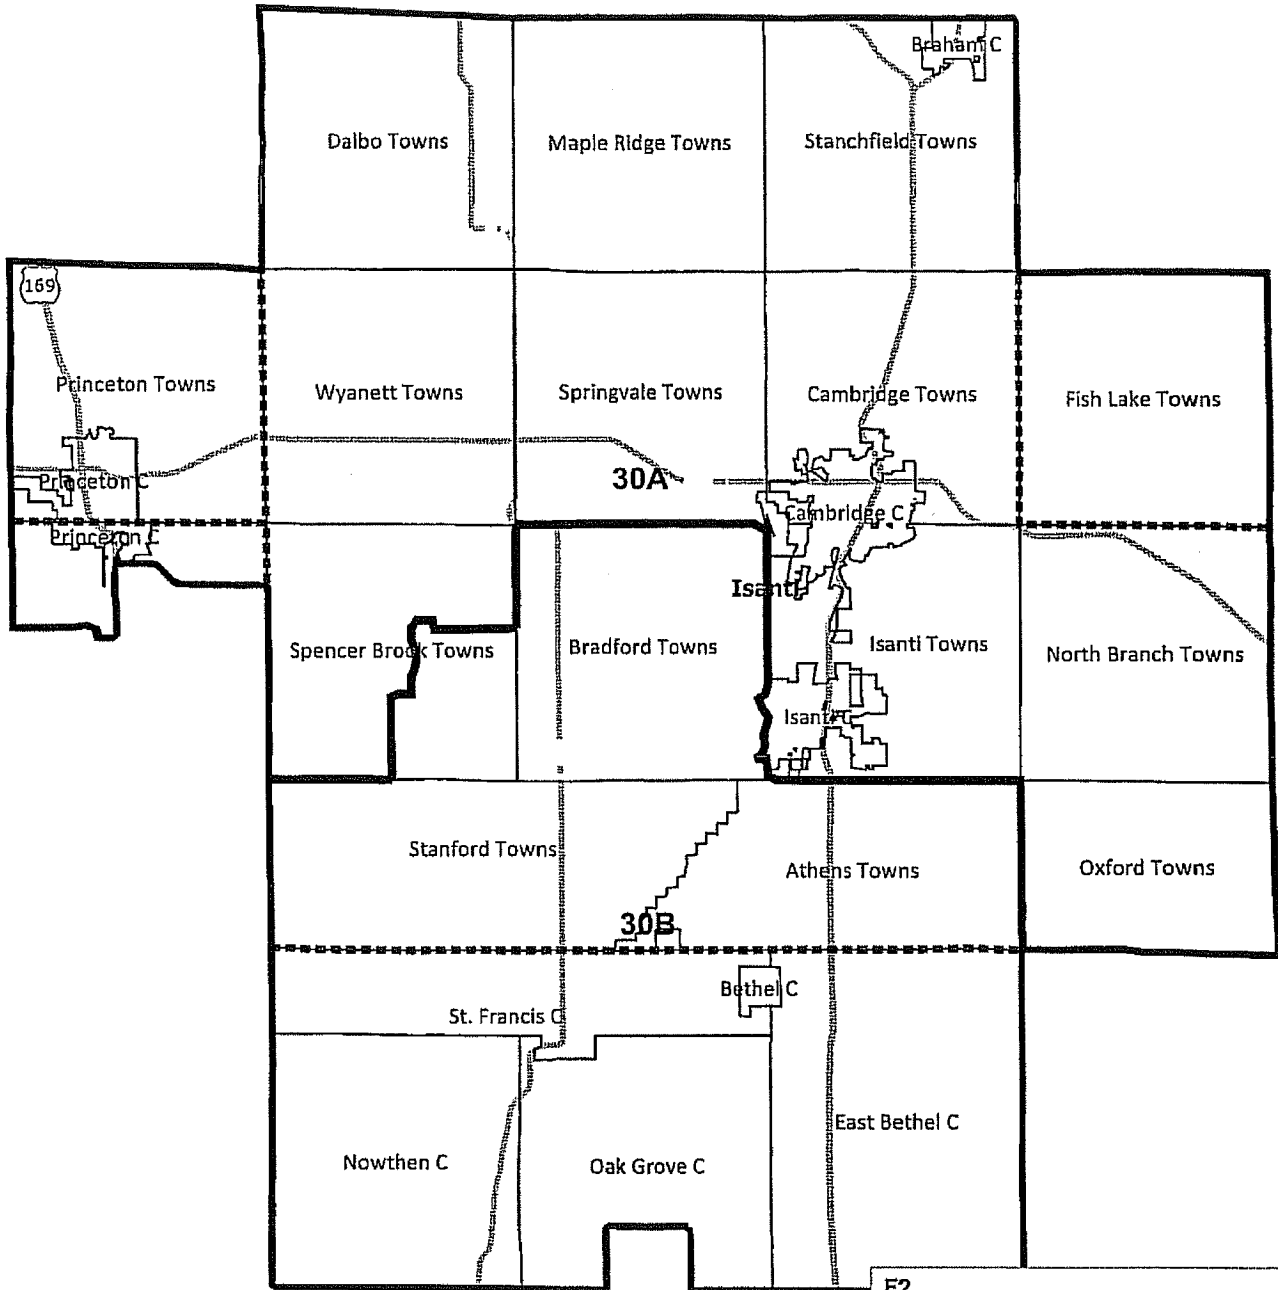 Braham C
Dalbo Towns
Maple Ridge Towns
Stanchfield Towns
169
Princeton Towns
Wyanett Towns
Springvale Towns
Cambridge Towns
Fish Lake Towns
30A
Princeton C
Cambridge C
Princeton C
Isanti
Spencer Brook Towns
Bradford Towns
Isanti Towns
North Branch Towns
Isanti C
Stanford Towns
Athens Towns
Oxford Towns
30B
Bethel C
St. Francis C
East Bethel C
Nowthen C
Oak Grove C